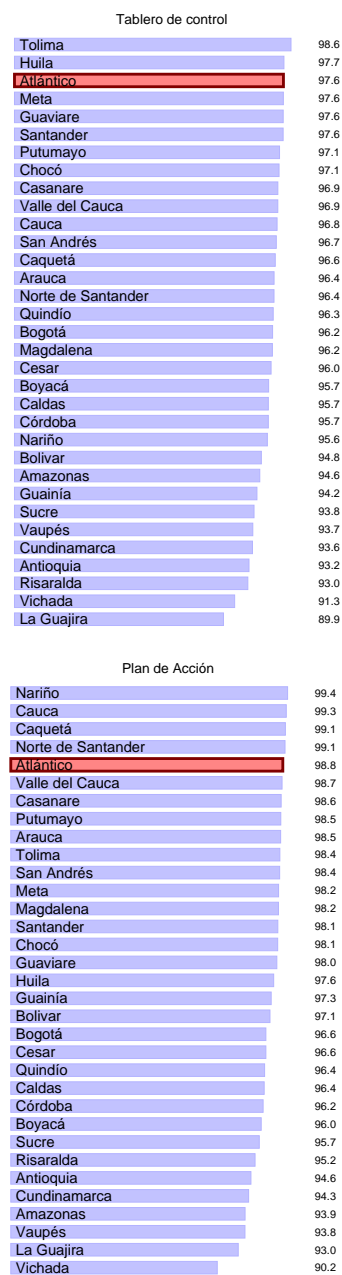 Tablero de control
Tolima 98.6
Huila 97.7
Atlántico 97.6
Meta 97.6
Guaviare 97.6
Santander 97.6
Putumayo 97.1
Chocó 97.1
Casanare 96.9
Valle del Cauca 96.9
Cauca 96.8
San Andrés 96.7
Caquetá 96.6
Arauca 96.4
Norte de Santander 96.4
Quindío 96.3
Bogotá 96.2
Magdalena 96.2
Cesar 96.0
Boyacá 95.7
Caldas 95.7
Córdoba 95.7
Nariño 95.6
Bolivar 94.8
Amazonas 94.6
Guainía 94.2
Sucre 93.8
Vaupés 93.7
Cundinamarca 93.6
Antioquia 93.2
Risaralda 93.0
Vichada 91.3
La Guajira 89.9
Plan de Acción
Nariño 99.4
Cauca 99.3
Caquetá 99.1
Norte de Santander 99.1
Atlántico 98.8
Valle del Cauca 98.7
Casanare 98.6
Putumayo 98.5
Arauca 98.5
Tolima 98.4
San Andrés 98.4
Meta 98.2
Magdalena 98.2
Santander 98.1
Chocó 98.1
Guaviare 98.0
Huila 97.6
Guainía 97.3
Bolivar 97.1
Bogotá 96.6
Cesar 96.6
Quindío 96.4
Caldas 96.4
Córdoba 96.2
Boyacá 96.0
Sucre 95.7
Risaralda 95.2
Antioquia 94.6
Cundinamarca 94.3
Amazonas 93.9
Vaupés 93.8
La Guajira 93.0
Vichada 90.2